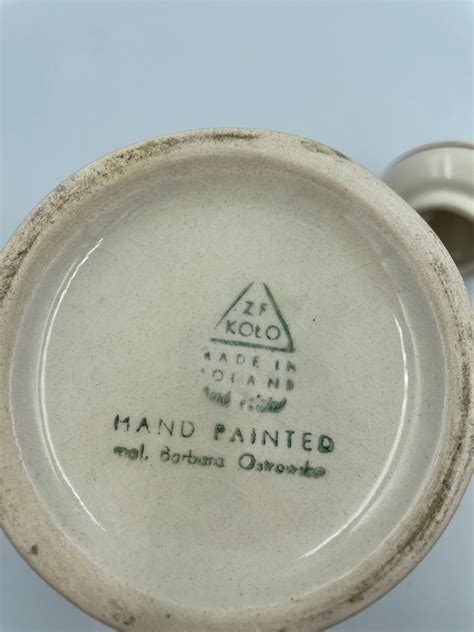 ZF
KOŁO
MADE IN
POLAND
HAND PAINTED
mal. Barbara Ostrowska